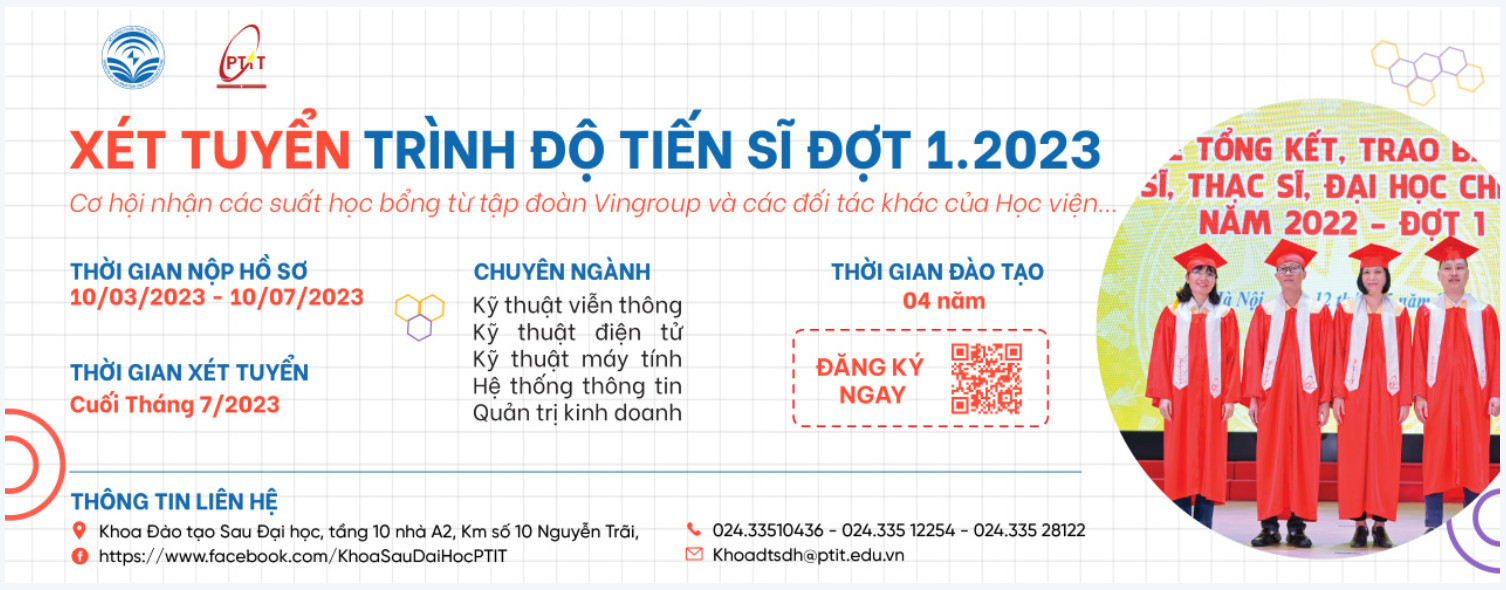 PTIT
XÉT TUYỂN TRÌNH ĐỘ TIẾN SĨ ĐỢT 1.2023
Cơ hội nhận các suất học bổng từ tập đoàn Vingroup và các đối tác khác của Học viện...
THỜI GIAN NỘP HỒ SƠ
10/03/2023 - 10/07/2023
THỜI GIAN XÉT TUYỂN
Cuối Tháng 7/2023
CHUYÊN NGÀNH
Kỹ thuật viễn thông
Kỹ thuật điện tử
Kỹ thuật máy tính
Hệ thống thông tin
Quản trị kinh doanh
THỜI GIAN ĐÀO TẠO
04 năm
ĐĂNG KÝ
NGAY
TỔNG KẾT, TRAO
SĨ, THẠC SĨ, ĐẠI HỌC
NĂM 2022 - ĐỢT 1
Hà Nội 12 năm
THÔNG TIN LIÊN HỆ
Khoa Đào tạo Sau Đại học, tầng 10 nhà A2, Km số 10 Nguyễn Trãi,
https://www.facebook.com/KhoaSauDaiHocPTIT
024.33510436 - 024.335 12254 - 024.335 28122
Khoadtsdh@ptit.edu.vn